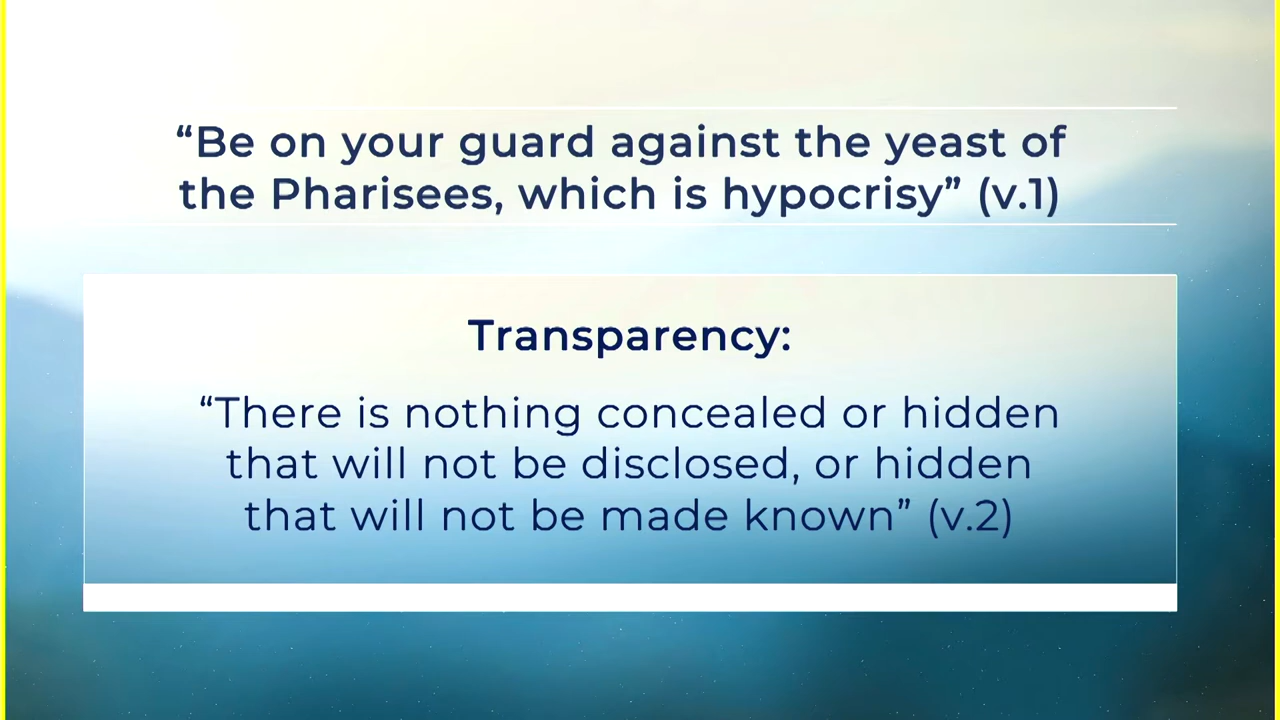 “Be on your guard against the yeast of
the Pharisees, which is hypocrisy” (v.1)
Transparency:
“There is nothing concealed or hidden
that will not be disclosed, or hidden
that will not be made known” (v.2)